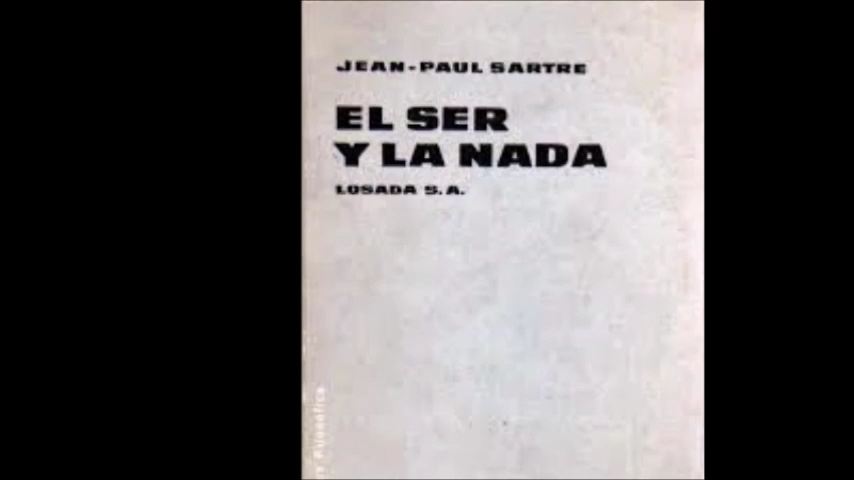 JEAN-PAUL SARTRE
EL SER
Y LA NADA
LOSADA S.A.